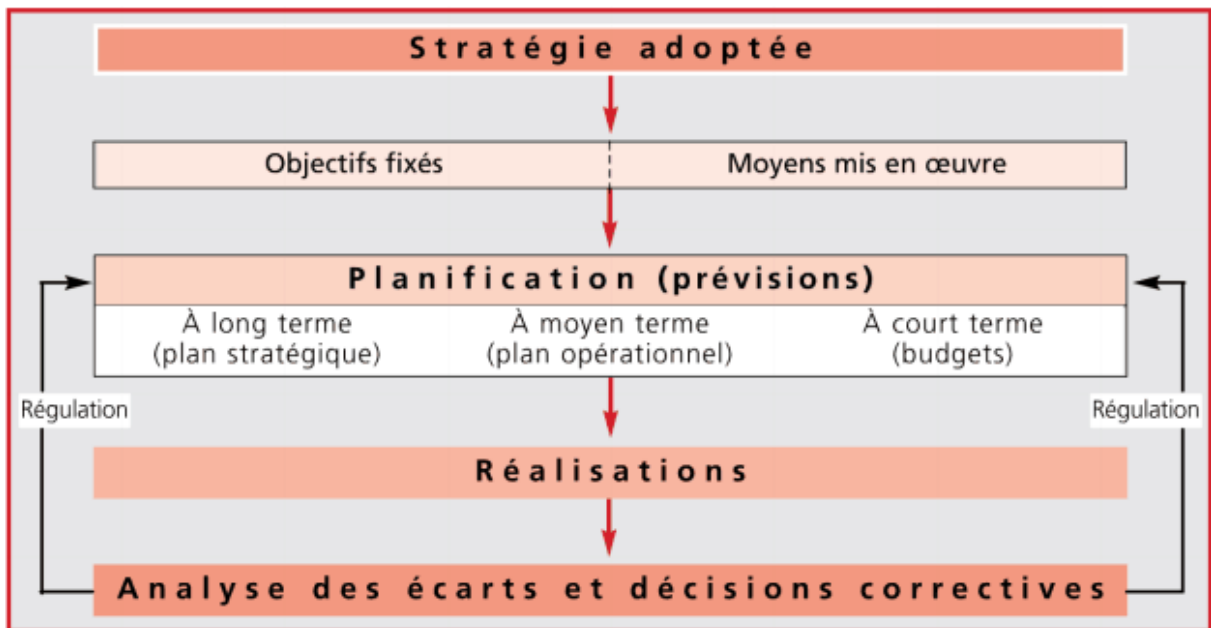 Stratégie adoptée
Objectifs fixés
Moyens mis en œuvre
Planification (prévisions)
À long terme
(plan stratégique)
À moyen terme
(plan opérationnel)
À court terme
(budgets)
Régulation
Régulation
Réalisations
Analyse des écarts et décisions correctives